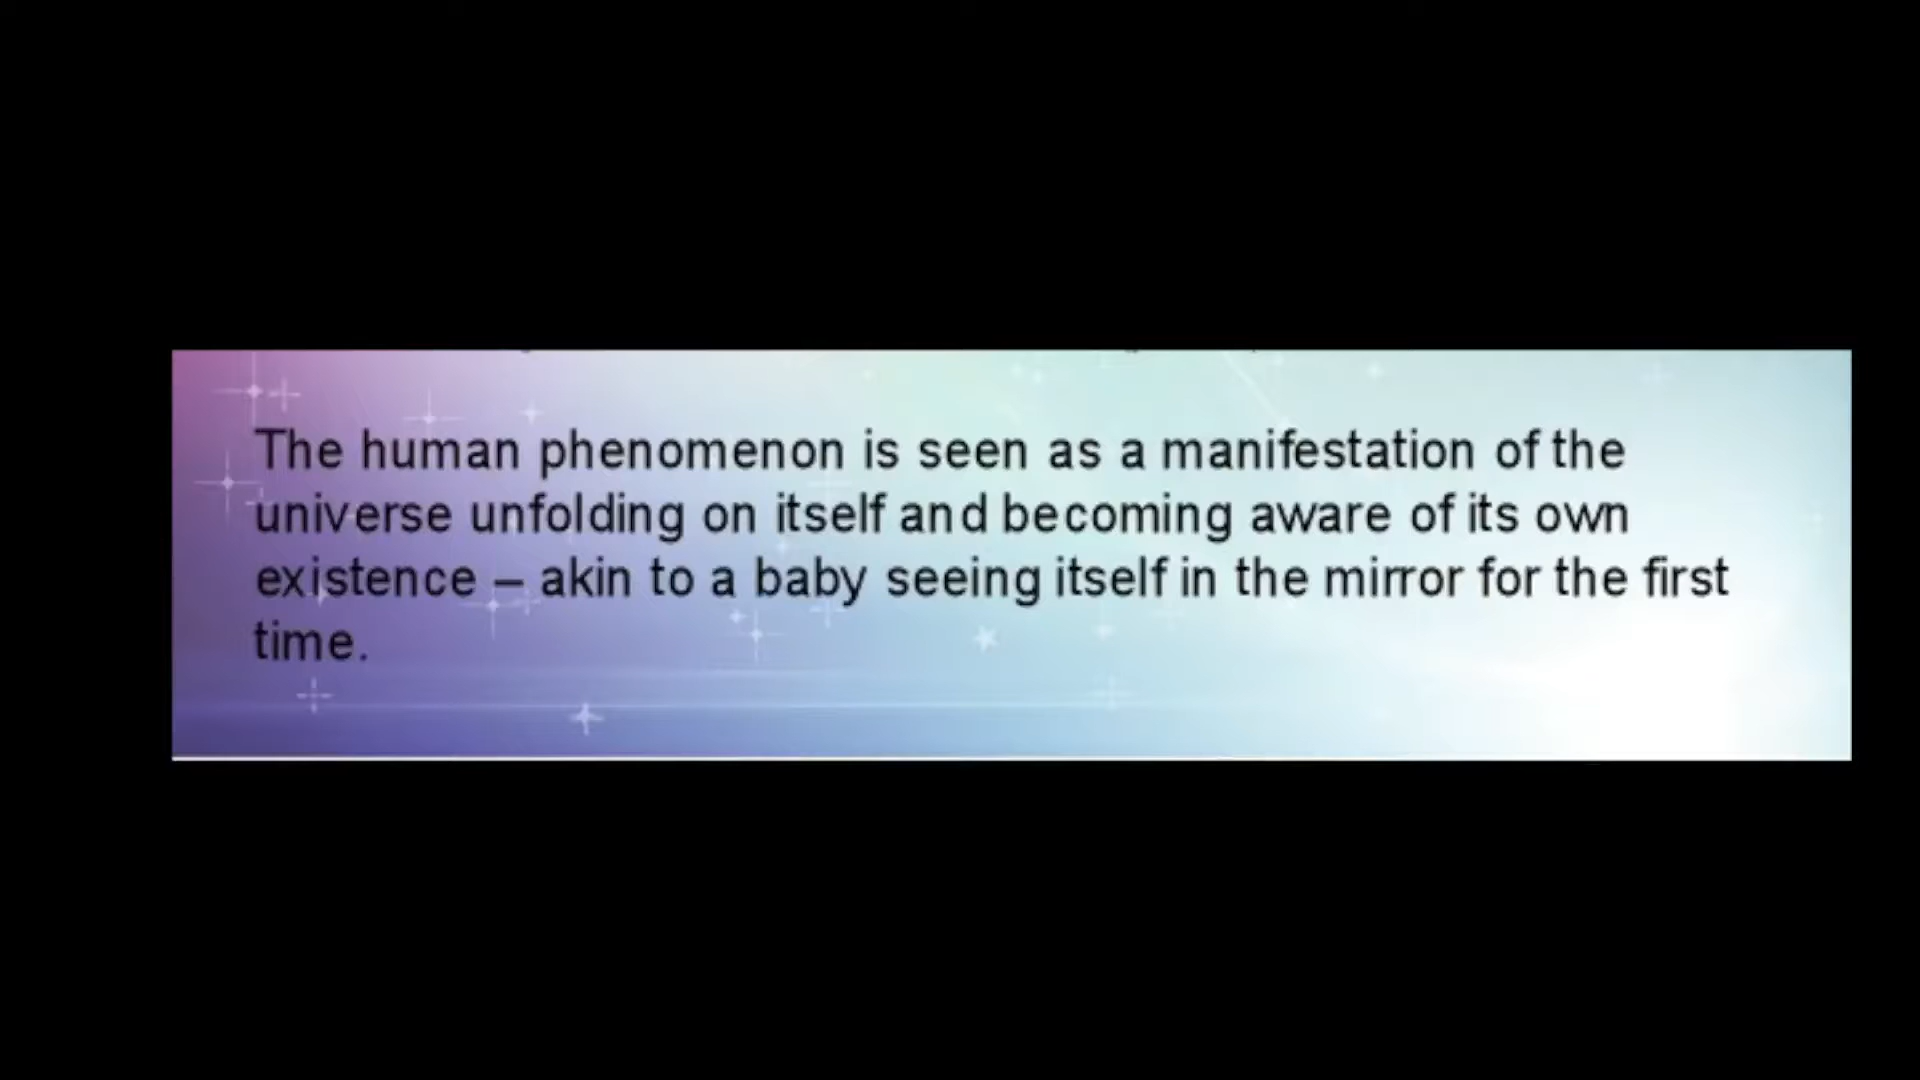 The human phenomenon is seen as a manifestation of the
universe unfolding on itself and becoming aware of its own
existence – akin to a baby seeing itself in the mirror for the first
time.